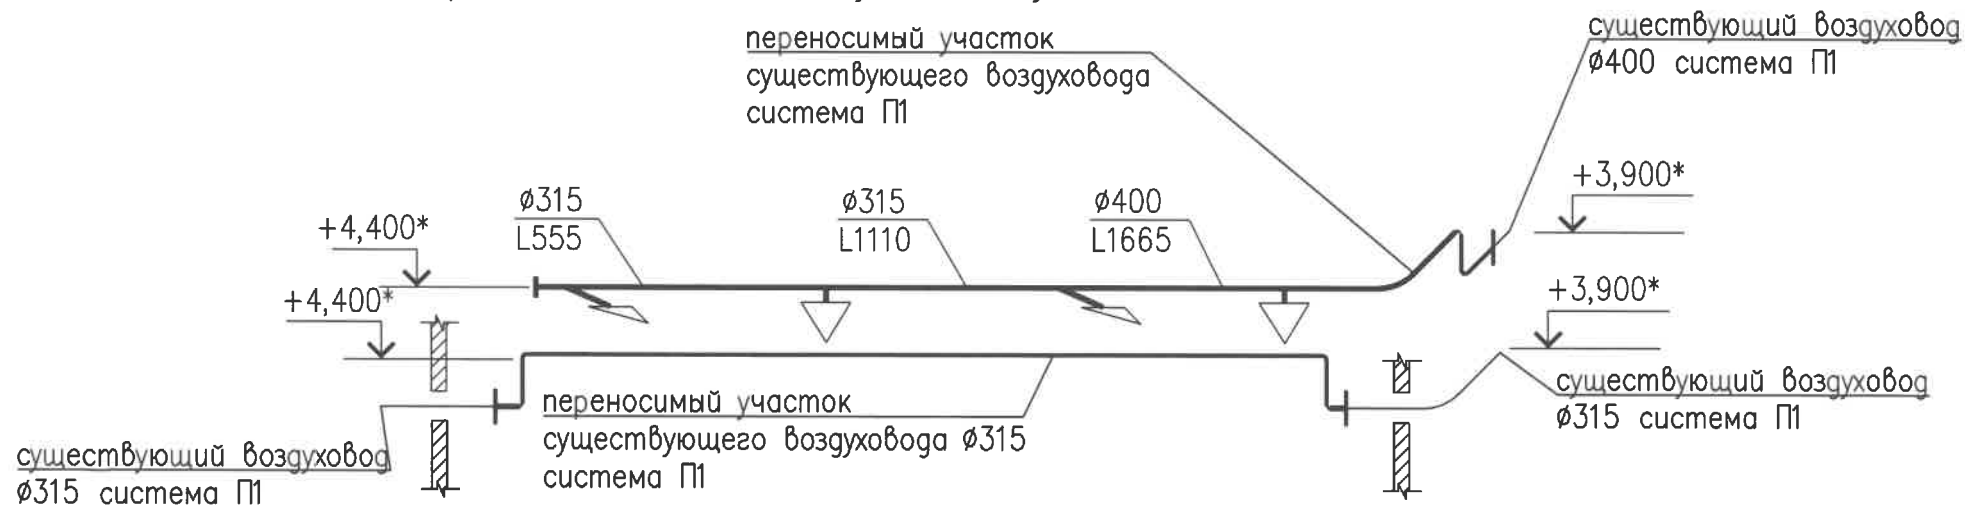 переносимый участок
существующего воздуховода
система П1
существующий воздуховод
Ø400 система П1
+3,900*
Ø315
L555
Ø315
L1110
Ø400
L1665
+4,400*
+4,400*
+3,900*
переносимый участок
существующего воздуховода Ø315
система П1
существующий воздуховод
Ø315 система П1
существующий воздуховод
Ø315 система П1